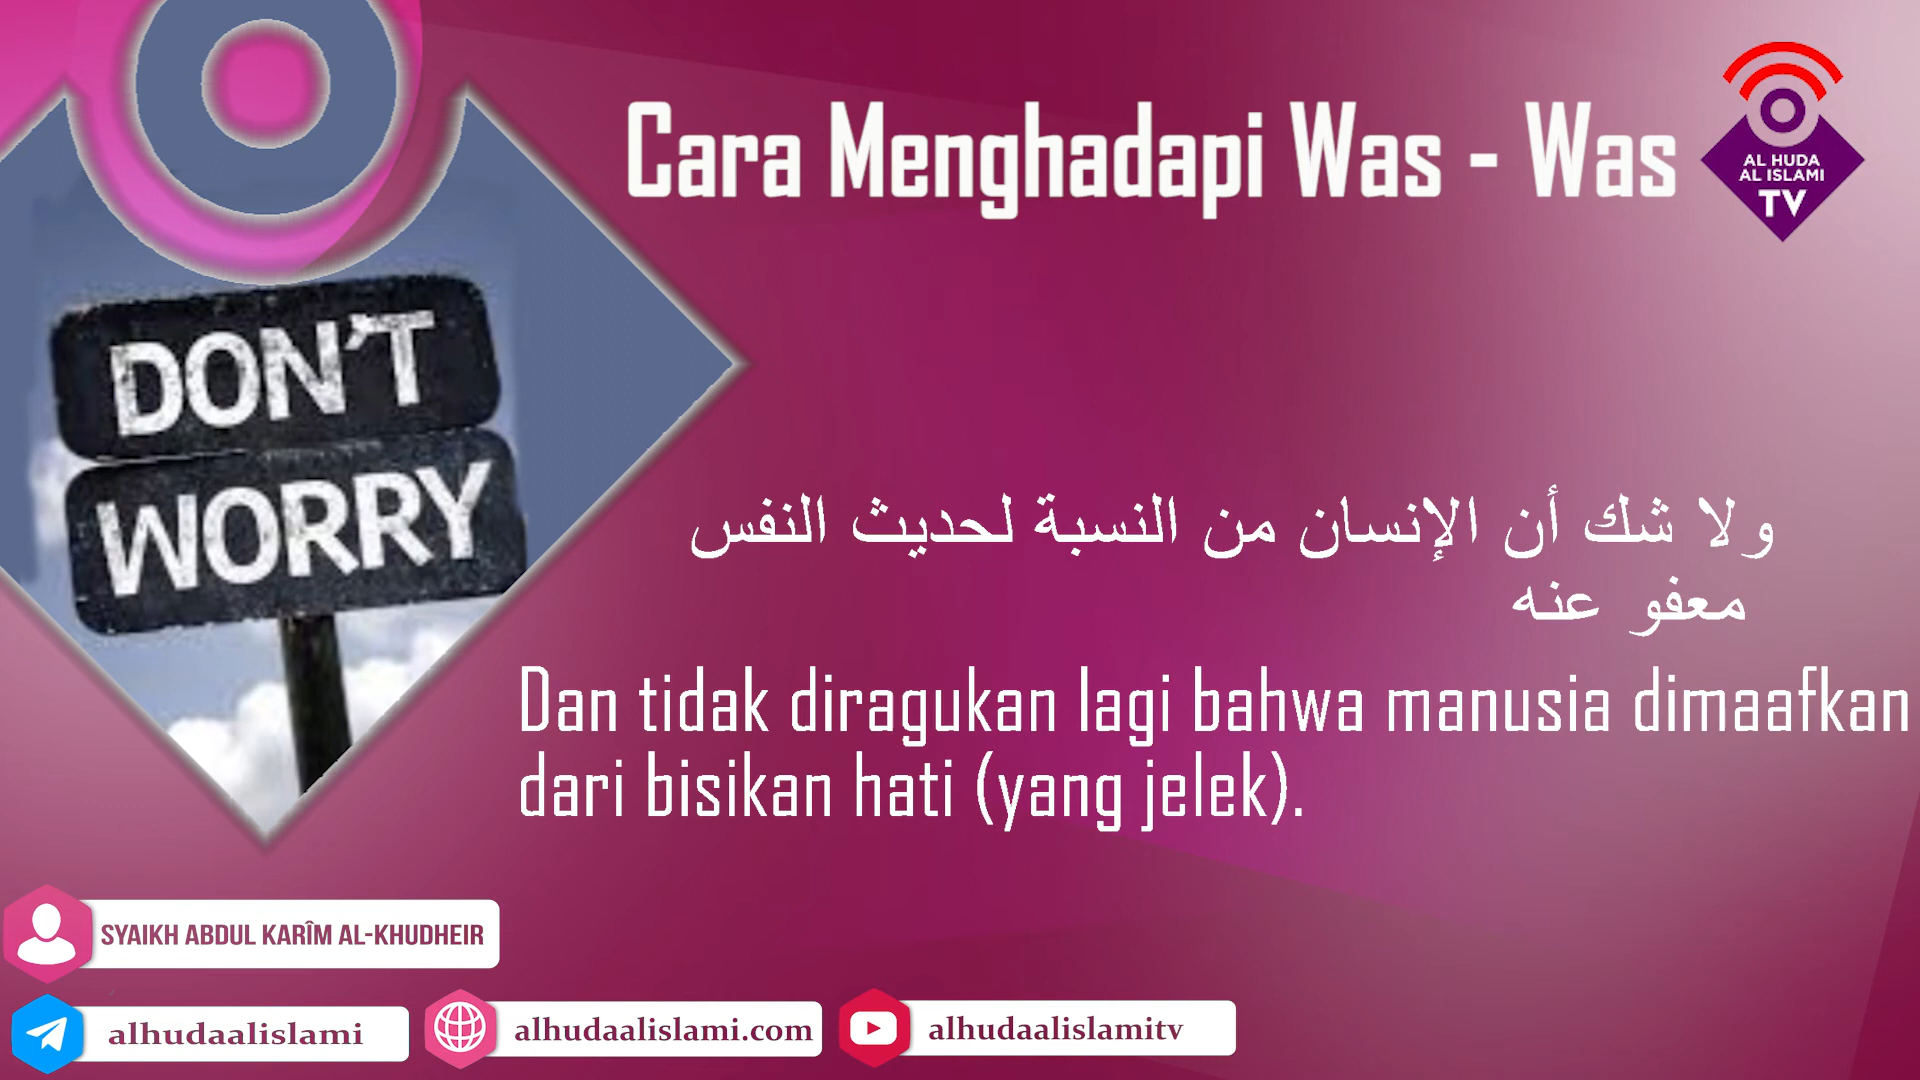 Cara Menghadapi Was - Was
AL HUDA
AL ISLAMI
TV
DON'T
WORRY
ولا شك أن الإنسان من النسبة لحديث النفس
معفو عنه
Dan tidak diragukan lagi bahwa manusia dimaafkan
dari bisikan hati (yang jelek).
SYAIKH ABDUL KARÎM AL-KHUDHEIR
alhudaalislami
alhudaalislami.com
alhudaalislamitv